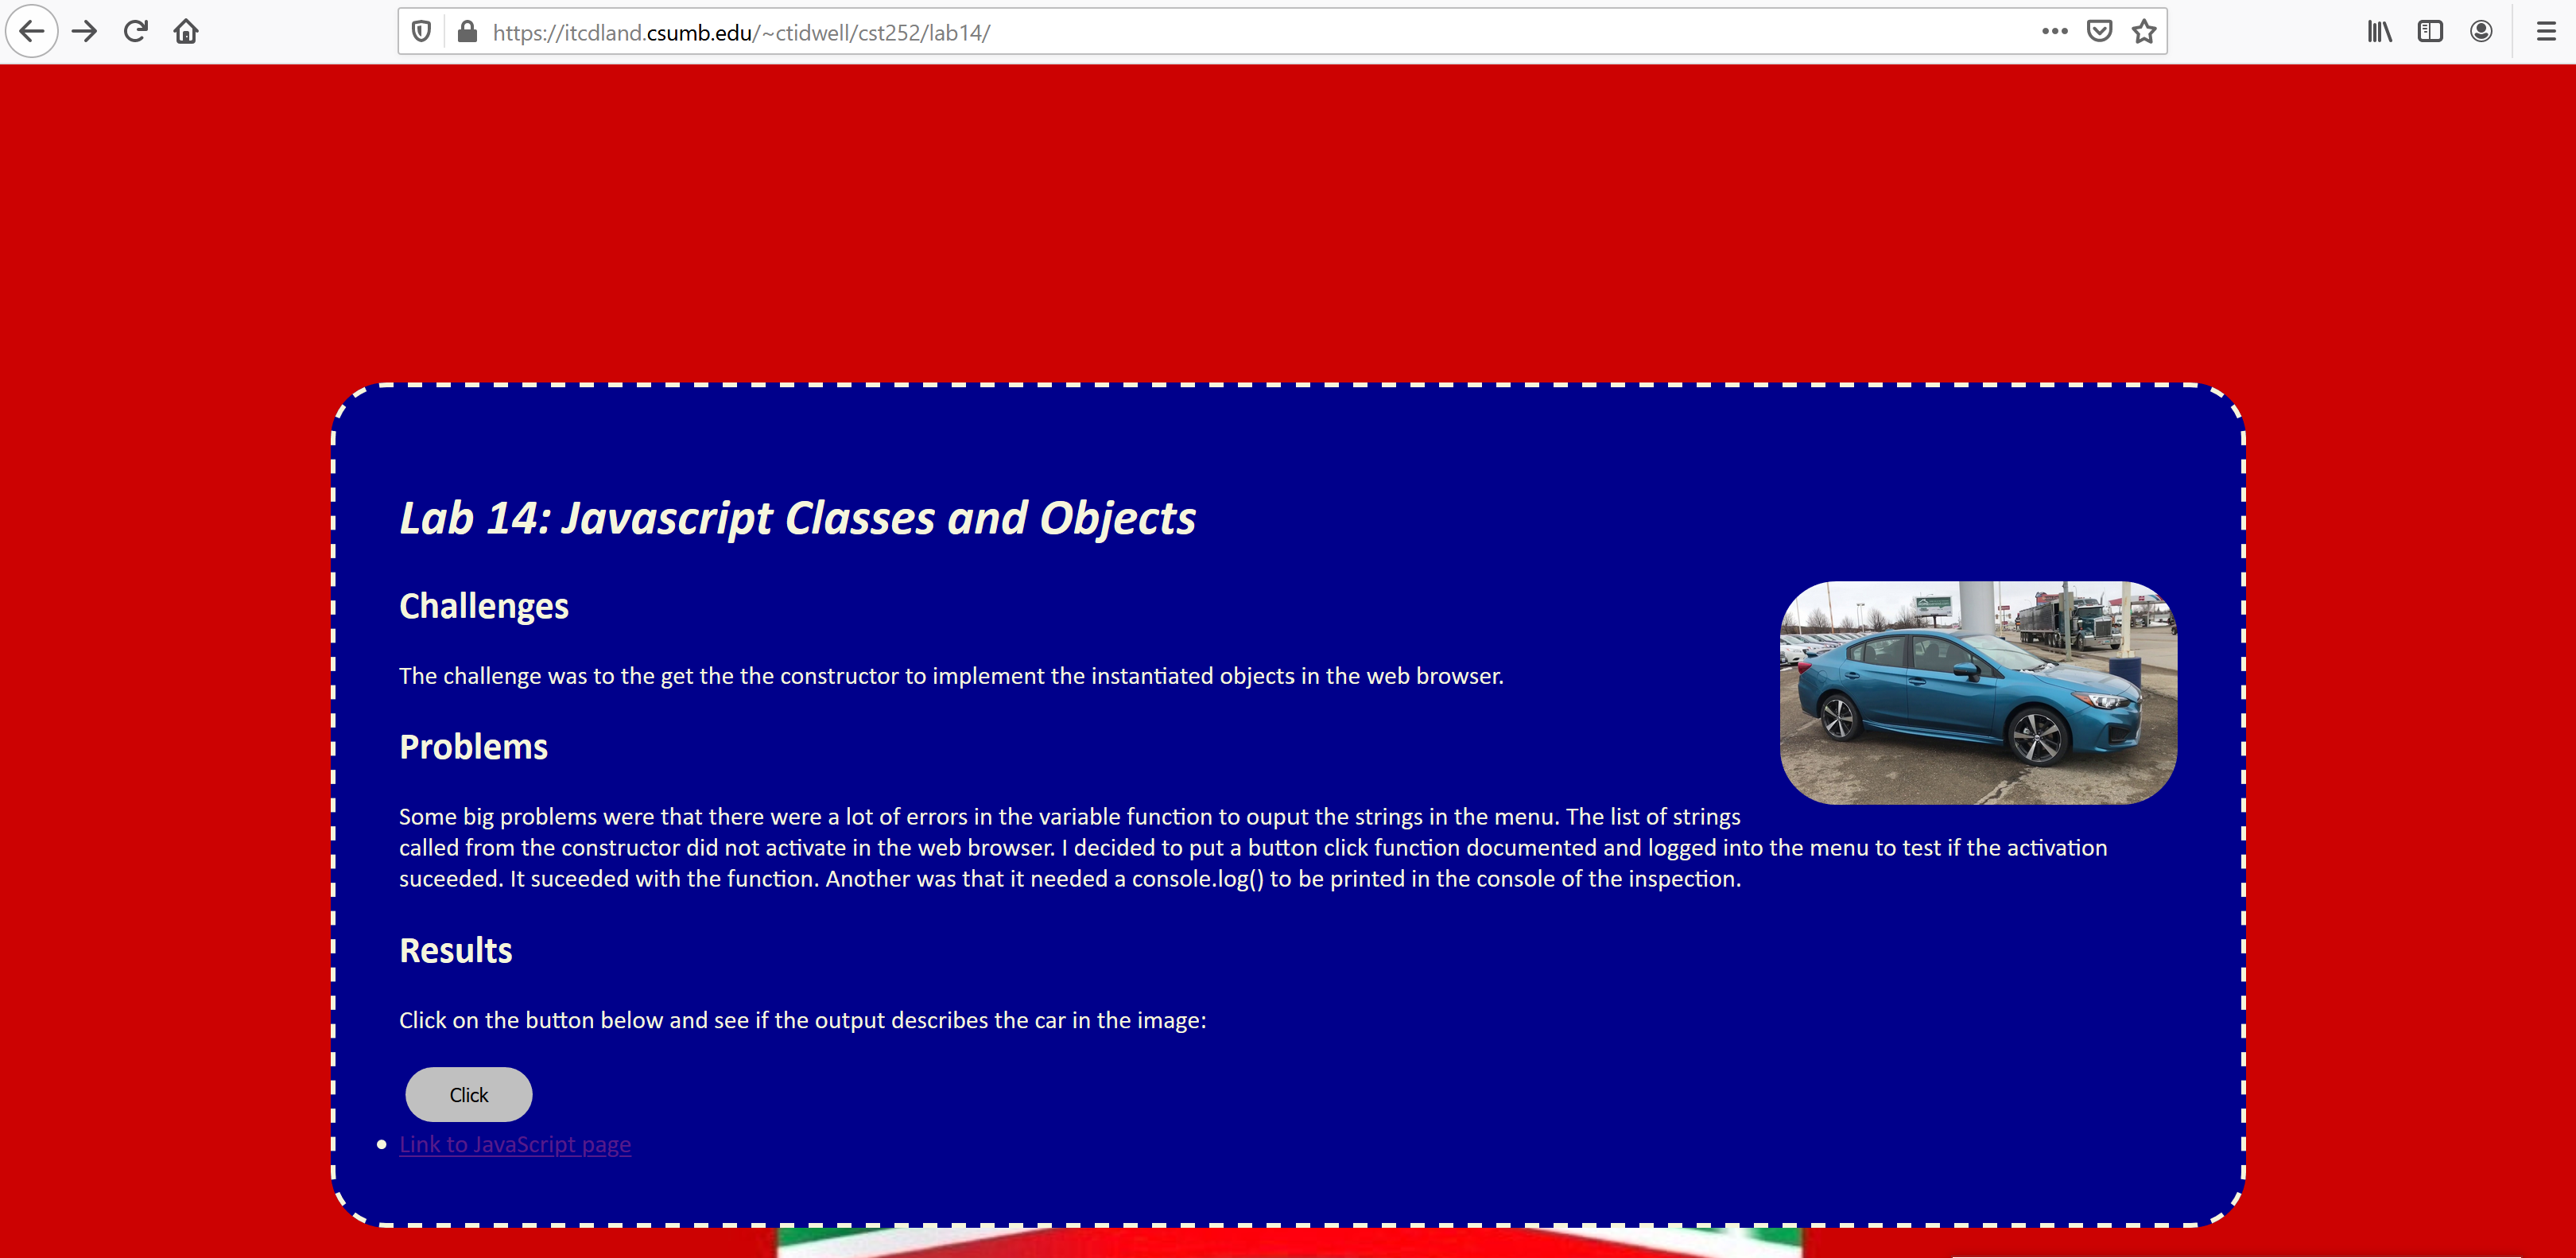 https://itcdland.csumb.edu/~ctidwell/cst252/lab14/
Lab 14: Javascript Classes and Objects
Challenges
The challenge was to the get the the constructor to implement the instantiated objects in the web browser.
Problems
Some big problems were that there were a lot of errors in the variable function to ouput the strings in the menu. The list of strings
called from the constructor did not activate in the web browser. I decided to put a button click function documented and logged into the menu to test if the activation
suceeded. It suceeded with the function. Another was that it needed a console.log() to be printed in the console of the inspection.
Results
Click on the button below and see if the output describes the car in the image:
Click
Link to JavaScript page